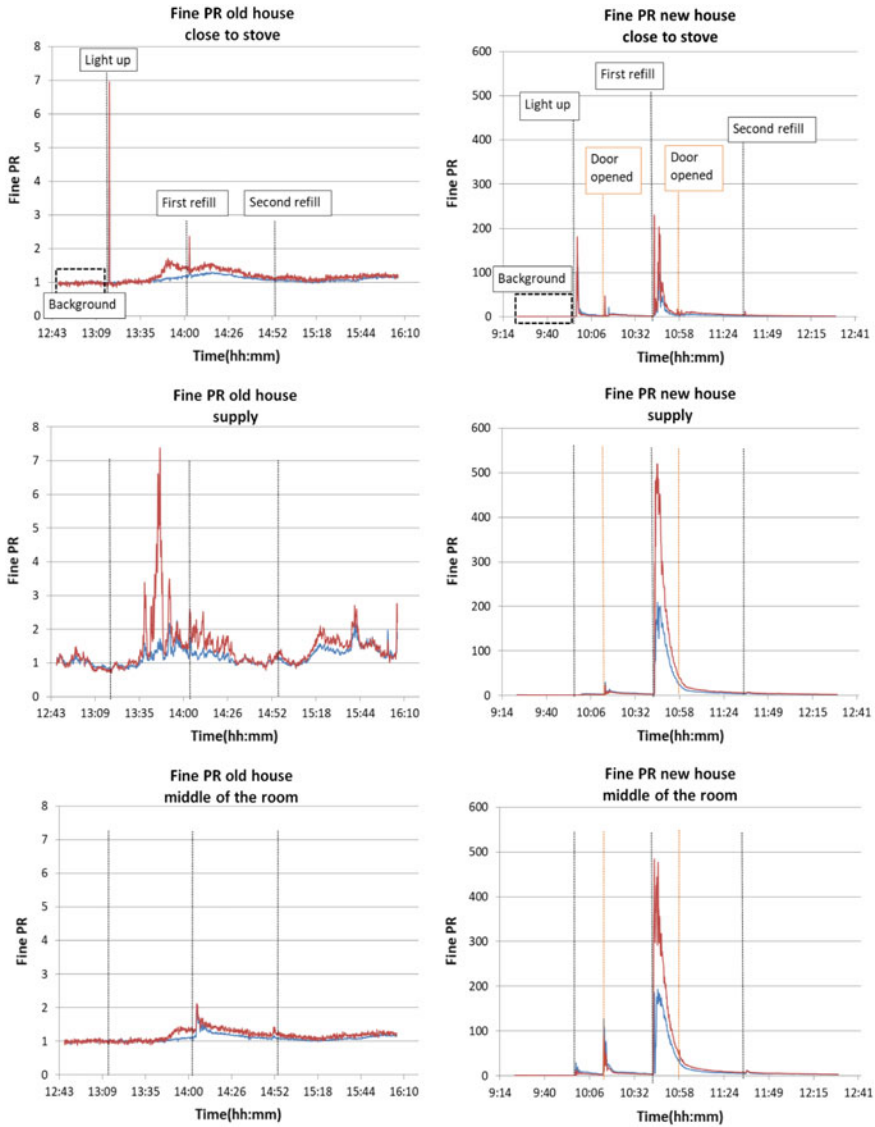 Fine PR old house
close to stove
8
7
6
5
4
3
2
1
0
Fine PR
Light up
First refill
Second refill
Background
12:43 13:09 13:35 14:00 14:26 14:52 15:18 15:44 16:10
Time(hh:mm)
Fine PR new house
close to stove
600
500
400
300
200
100
0
Fine PR
First refill
Light up
Second refill
Door
opened
Door
opened
Background
9:14 9:40 10:06 10:32 10:58 11:24 11:49 12:15 12:41
Time(hh:mm)
Fine PR old house
supply
8
7
6
5
4
3
2
1
0
Fine PR
12:43 13:09 13:35 14:00 14:26 14:52 15:18 15:44 16:10
Time(hh:mm)
Fine PR new house
supply
600
500
400
300
200
100
0
Fine PR
9:14 9:40 10:06 10:32 10:58 11:24 11:49 12:15 12:41
Time(hh:mm)
Fine PR old house
middle of the room
8
7
6
5
4
3
2
1
0
Fine PR
12:43 13:09 13:35 14:00 14:26 14:52 15:18 15:44 16:10
Time(hh:mm)
Fine PR new house
middle of the room
600
500
400
300
200
100
0
Fine PR
9:14 9:40 10:06 10:32 10:58 11:24 11:49 12:15 12:41
Time(hh:mm)